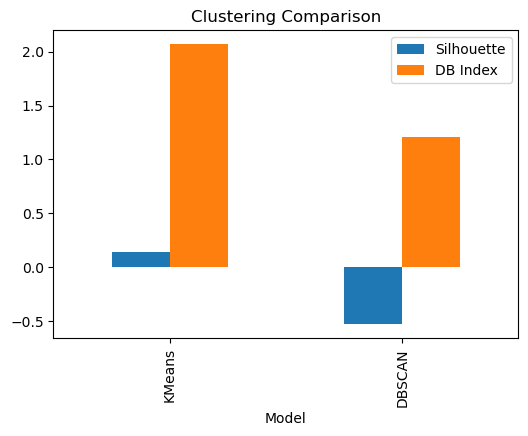 Clustering Comparison
Silhouette
DB Index
2.0
1.5
1.0
0.5
0.0
−0.5
KMeans
DBSCAN
Model